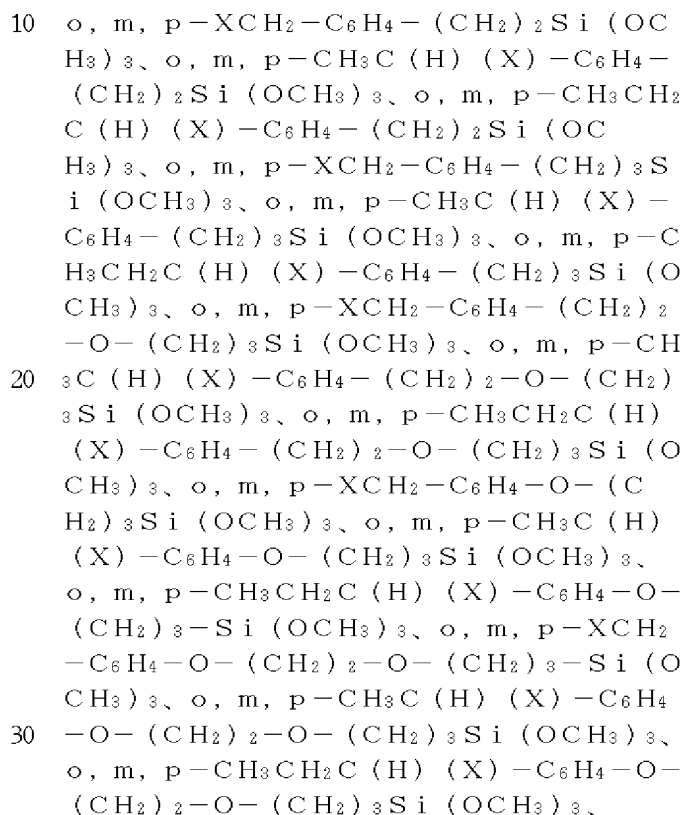 10 o，m，p－XCH₂－C₆H₄－（CH₂）₂Si（OC
H₃）₃、o，m，p－CH₃C（H）（X）－C₆H₄－
（CH₂）₂Si（OCH₃）₃、o，m，p－CH₃CH₂
C（H）（X）－C₆H₄－（CH₂）₂Si（OC
H₃）₃、o，m，p－XCH₂－C₆H₄－（CH₂）₃S
i（OCH₃）₃、o，m，p－CH₃C（H）（X）－
C₆H₄－（CH₂）₃Si（OCH₃）₃、o，m，p－C
H₃CH₂C（H）（X）－C₆H₄－（CH₂）₃Si（O
CH₃）₃、o，m，p－XCH₂－C₆H₄－（CH₂）₂
－O－（CH₂）₃Si（OCH₃）₃、o，m，p－CH
20 ₃C（H）（X）－C₆H₄－（CH₂）₂－O－（CH₂）
₃Si（OCH₃）₃、o，m，p－CH₃CH₂C（H）
（X）－C₆H₄－（CH₂）₂－O－（CH₂）₃Si（O
CH₃）₃、o，m，p－XCH₂－C₆H₄－O－（C
H₂）₃Si（OCH₃）₃、o，m，p－CH₃C（H）
（X）－C₆H₄－O－（CH₂）₃Si（OCH₃）₃、
o，m，p－CH₃CH₂C（H）（X）－C₆H₄－O－
（CH₂）₃－Si（OCH₃）₃、o，m，p－XCH₂
－C₆H₄－O－（CH₂）₂－O－（CH₂）₃－Si（O
CH₃）₃、o，m，p－CH₃C（H）（X）－C₆H₄
30 －O－（CH₂）₂－O－（CH₂）₃Si（OCH₃）₃、
o，m，p－CH₃CH₂C（H）（X）－C₆H₄－O－
（CH₂）₂－O－（CH₂）₃Si（OCH₃）₃、